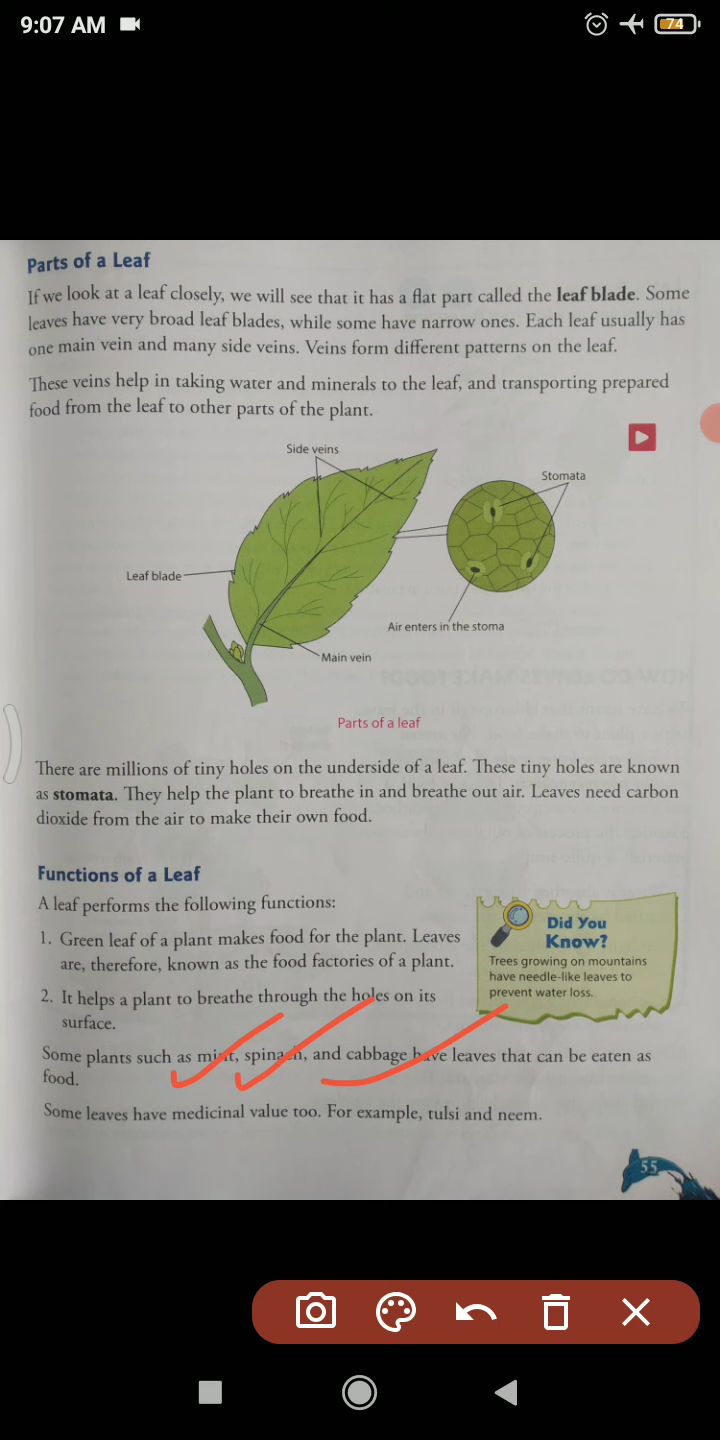 9:07 AM
74
Parts of a Leaf
If we look at a leaf closely, we will see that it has a flat part called the leaf blade. Some
leaves have very broad leaf blades, while some have narrow ones. Each leaf usually has
one main vein and many side veins. Veins form different patterns on the leaf.
These veins help in taking water and minerals to the leaf, and transporting prepared
food from the leaf to other parts of the plant.
Side veins
Stomata
Leaf blade
Air enters in the stoma
Main vein
Parts of a leaf
There are millions of tiny holes on the underside of a leaf. These tiny holes are known
as stomata. They help the plant to breathe in and breathe out air. Leaves need carbon
dioxide from the air to make their own food.
Functions of a Leaf
A leaf performs the following functions:
1. Green leaf of a plant makes food for the plant. Leaves
are, therefore, known as the food factories of a plant.
2. It helps a plant to breathe through the holes on its
surface.
Did You
Know?
Trees growing on mountains
have needle-like leaves to
prevent water loss.
Some plants such as mint, spinach, and cabbage have leaves that can be eaten as
food.
Some leaves have medicinal value too. For example, tulsi and neem.
55